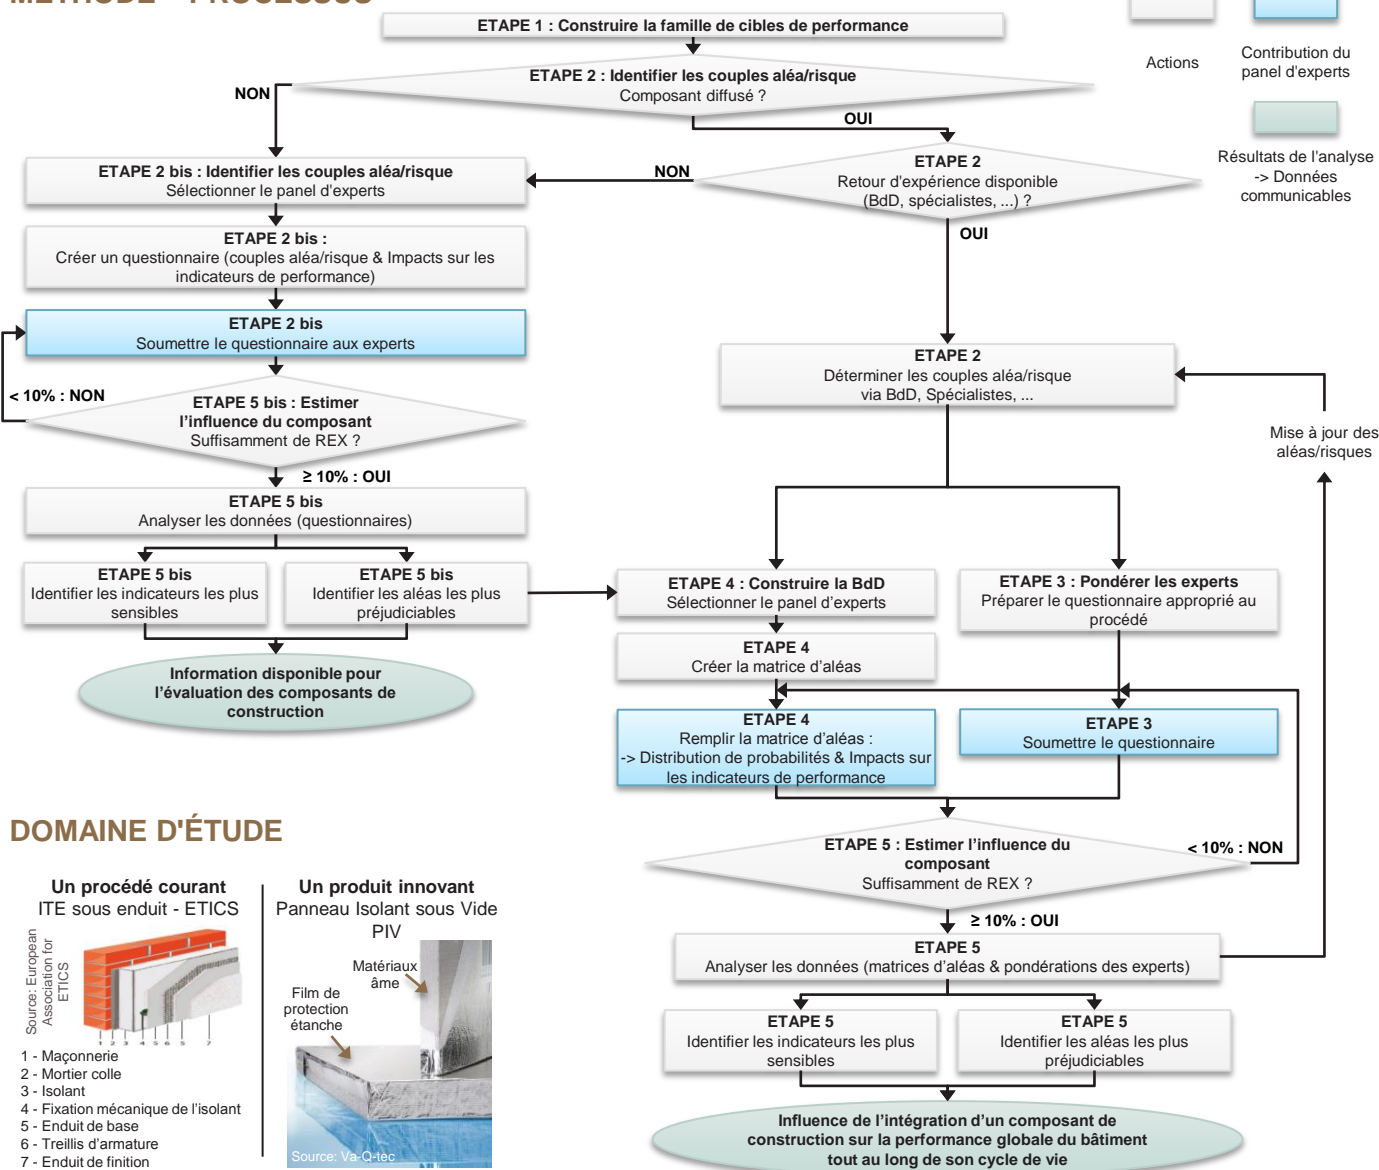 MÉTHODE - PROCESSUS
ETAPE 1 : Construire la famille de cibles de performance
Actions
Contribution du
panel d'experts
Résultats de l'analyse
-> Données
communicables
ETAPE 2 : Identifier les couples aléa/risque
Composant diffusé ?
NON
OUI
ETAPE 2 bis : Identifier les couples aléa/risque
Sélectionner le panel d'experts
NON
ETAPE 2
Retour d'expérience disponible
(BdD, spécialistes, ...) ?
OUI
ETAPE 2 bis :
Créer un questionnaire (couples aléa/risque & Impacts sur les
indicateurs de performance)
ETAPE 2 bis
Soumettre le questionnaire aux experts
ETAPE 2
Déterminer les couples aléa/risque
via BdD, Spécialistes, ...
< 10% : NON
ETAPE 5 bis : Estimer
l'influence du composant
Suffisamment de REX ?
≥ 10% : OUI
Mise à jour des
aléas/risques
ETAPE 5 bis
Analyser les données (questionnaires)
ETAPE 5 bis
Identifier les indicateurs les plus
sensibles
ETAPE 5 bis
Identifier les aléas les plus
préjudiciables
ETAPE 4 : Construire la BdD
Sélectionner le panel d'experts
ETAPE 3 : Pondérer les experts
Préparer le questionnaire approprié au
procédé
ETAPE 4
Créer la matrice d'aléas
Information disponible pour
l'évaluation des composants de
construction
ETAPE 4
Remplir la matrice d'aléas :
-> Distribution de probabilités & Impacts sur
les indicateurs de performance
ETAPE 3
Soumettre le questionnaire
ETAPE 5 : Estimer l'influence du
composant
Suffisamment de REX ?
< 10% : NON
≥ 10% : OUI
ETAPE 5
Analyser les données (matrices d'aléas & pondérations des experts)
ETAPE 5
Identifier les indicateurs les plus
sensibles
ETAPE 5
Identifier les aléas les plus
préjudiciables
Influence de l'intégration d'un composant de
construction sur la performance globale du bâtiment
tout au long de son cycle de vie
DOMAINE D'ÉTUDE
Un procédé courant
ITE sous enduit - ETICS
Source: European
Association for
ETICS
1 2 3 4 5 6 7
1 - Maçonnerie
2 - Mortier colle
3 - Isolant
4 - Fixation mécanique de l'isolant
5 - Enduit de base
6 - Treillis d'armature
7 - Enduit de finition
Un produit innovant
Panneau Isolant sous Vide
PIV
Matériaux
âme
Film de
protection
étanche
Source: Va-Q-tec